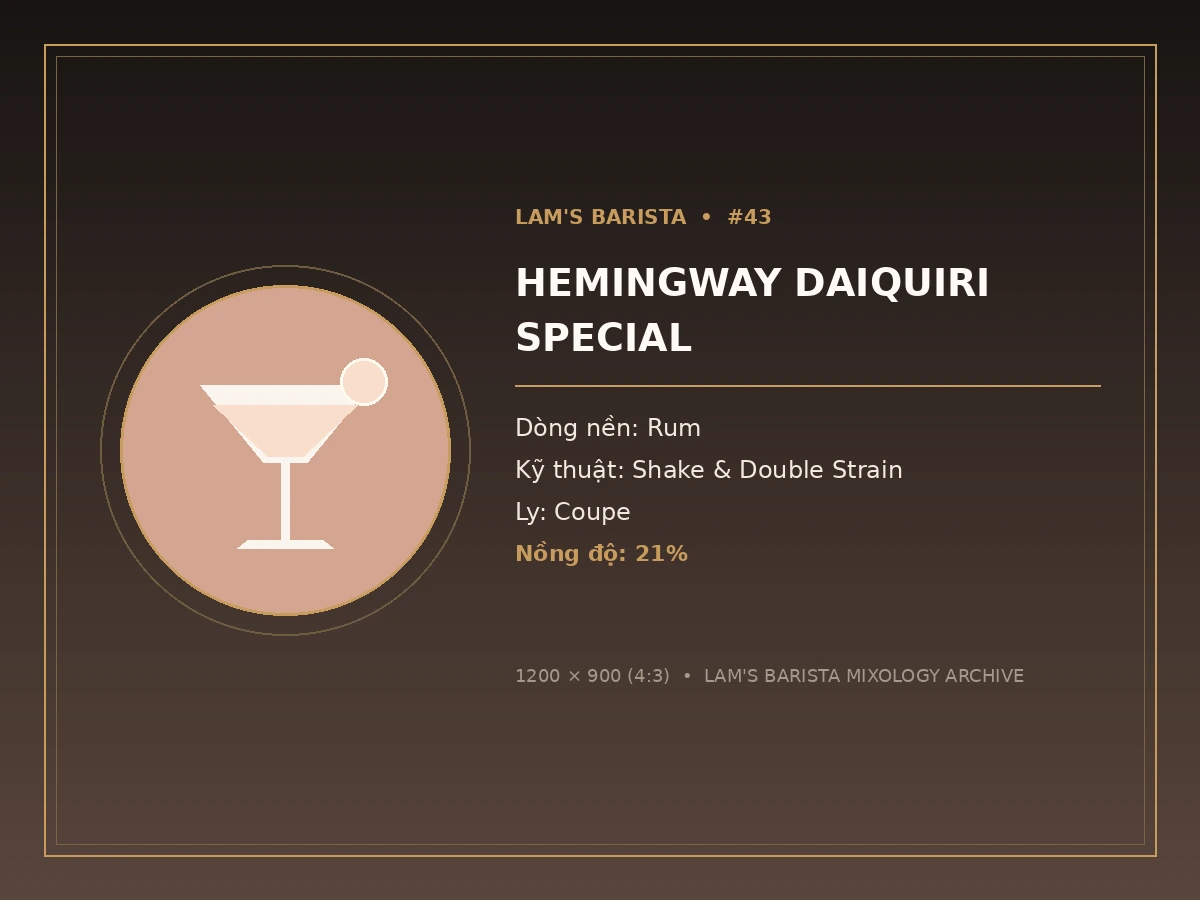 LAM'S BARISTA • #43
HEMINGWAY DAIQUIRI
SPECIAL
Dòng nền: Rum
Kỹ thuật: Shake & Double Strain
Ly: Coupe
Nồng độ: 21%
1200 × 900 (4:3) • LAM'S BARISTA MIXOLOGY ARCHIVE